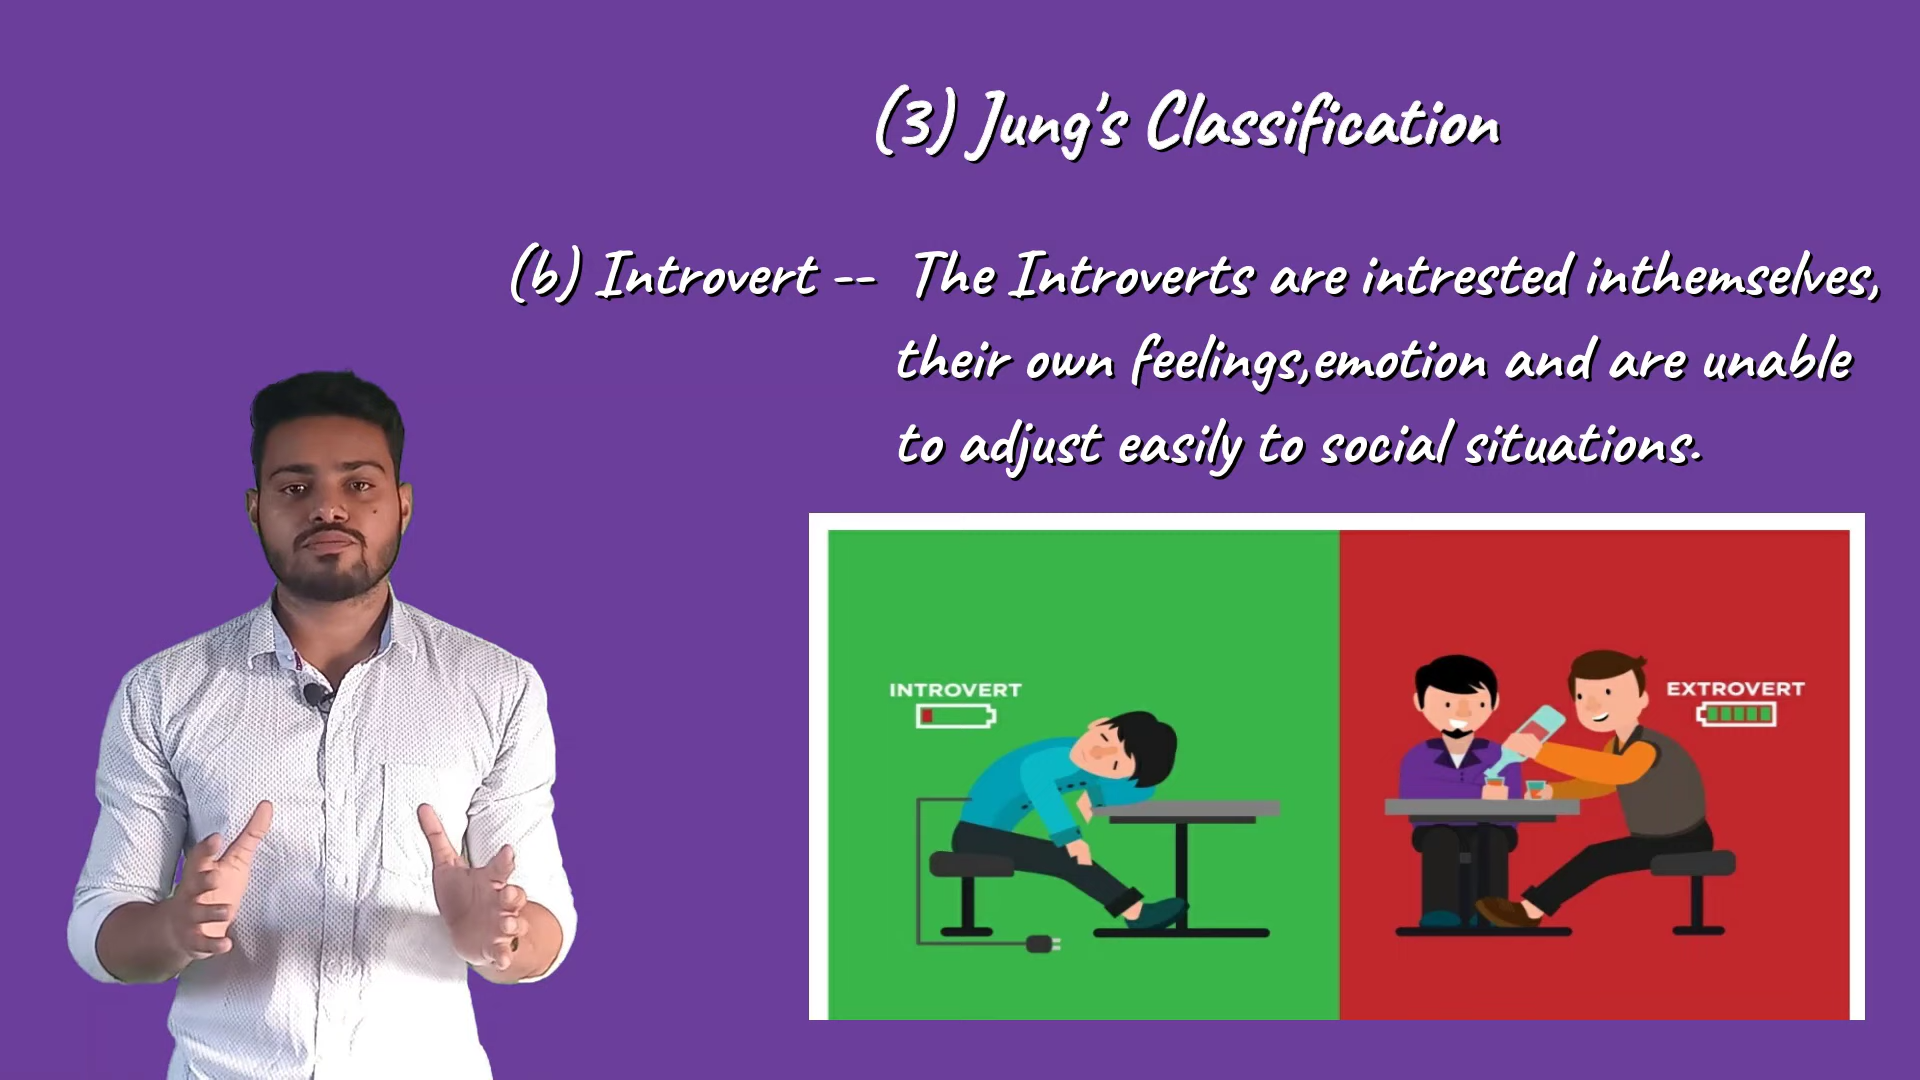 (3) Jung's Classification
(b) Introvert -- The Introverts are intrested inthemselves,
their own feelings,emotion and are unable
to adjust easily to social situations.
INTROVERT
EXTROVERT